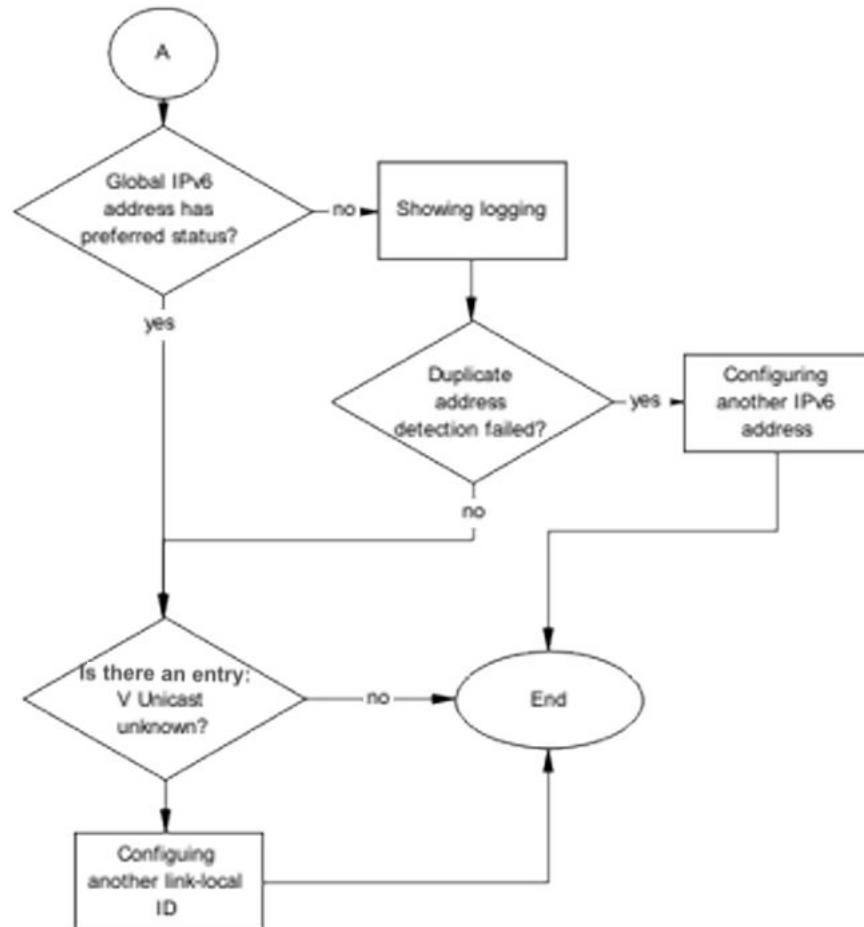 A
Global IPv6
address has
preferred status?
no
Showing logging
yes
Duplicate
address
detection failed?
yes
Configuring
another IPv6
address
no
Is there an entry:
V Unicast
unknown?
no
End
Configuing
another link-local
ID